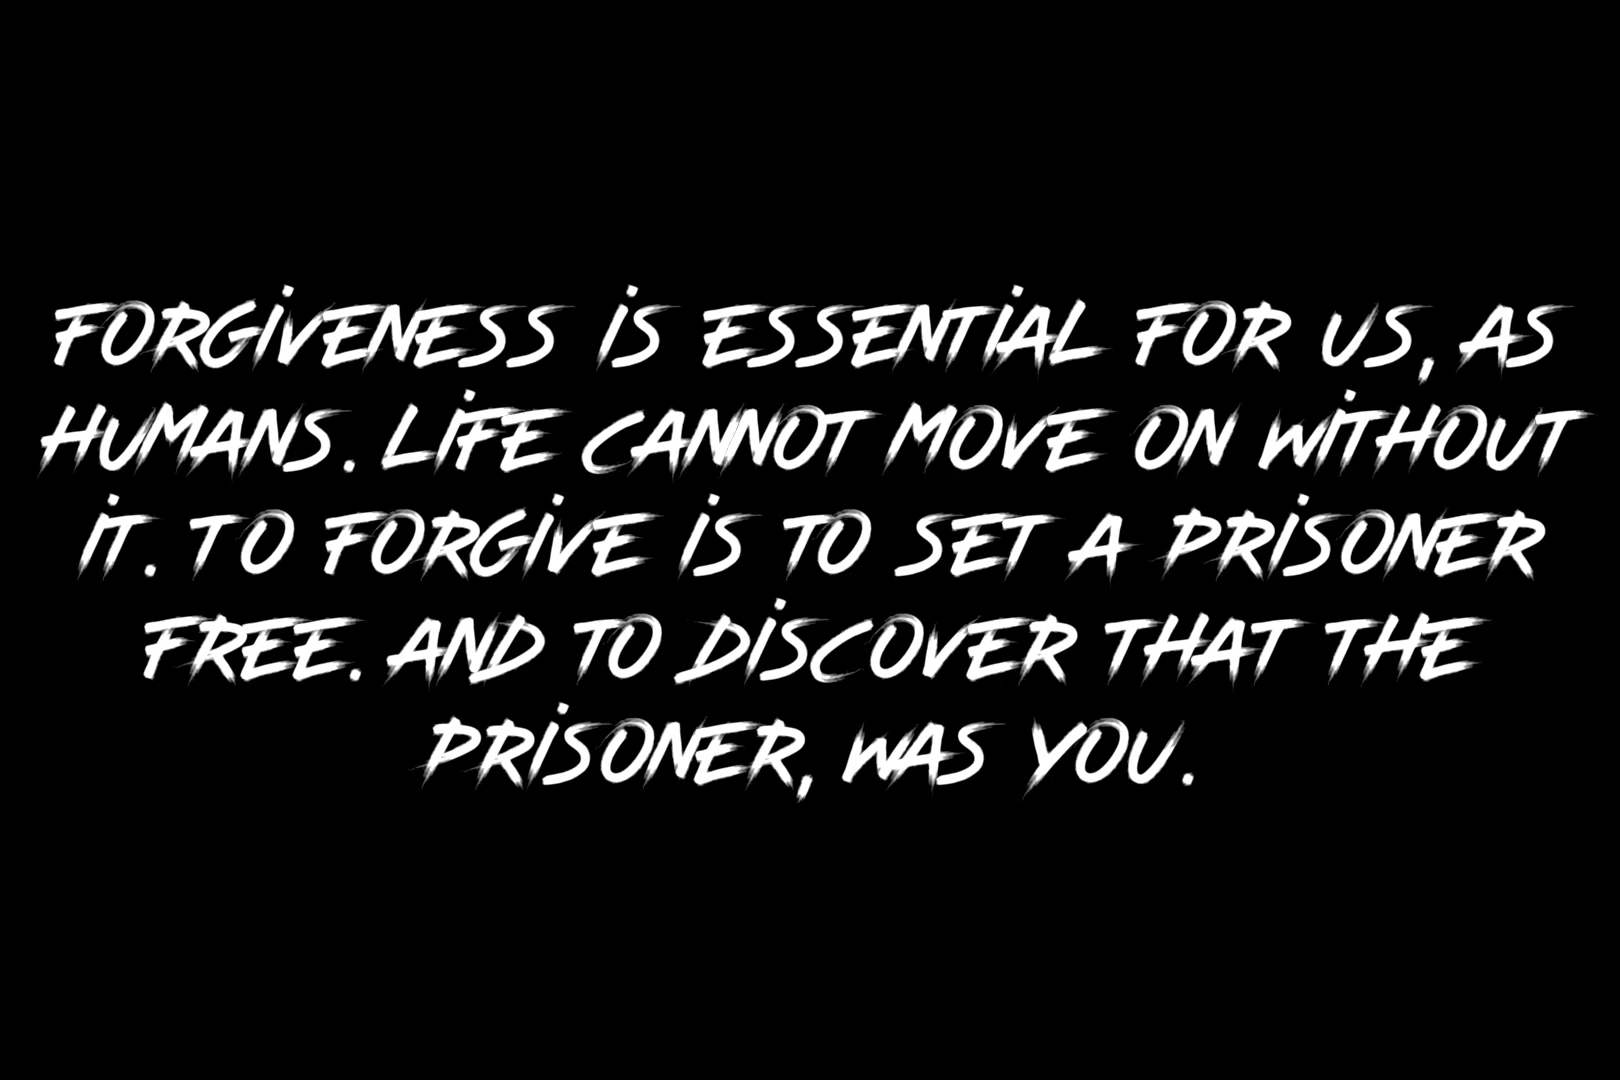 FORGIVENESS IS ESSENTIAL FOR US, AS
HUMANS. LIFE CANNOT MOVE ON WITHOUT
IT. TO FORGIVE IS TO SET A PRISONER
FREE. AND TO DISCOVER THAT THE
PRISONER, WAS YOU.